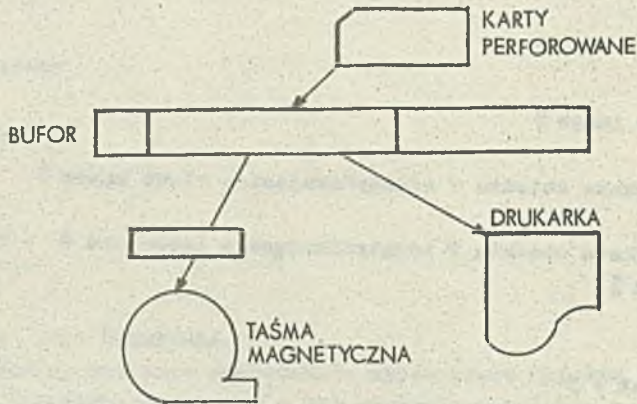 KARTY
PERFOROWANE
BUFOR
DRUKARKA
TAŚMA
MAGNETYCZNA